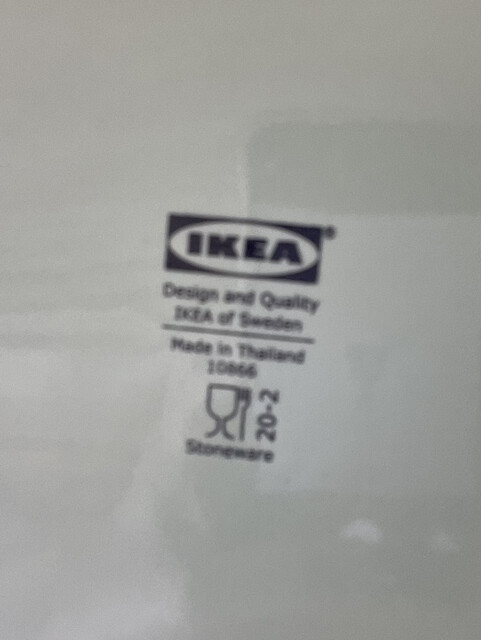 IKEA®
Design and Quality
IKEA of Sweden
Made in Thailand
10866
20-2
Stoneware